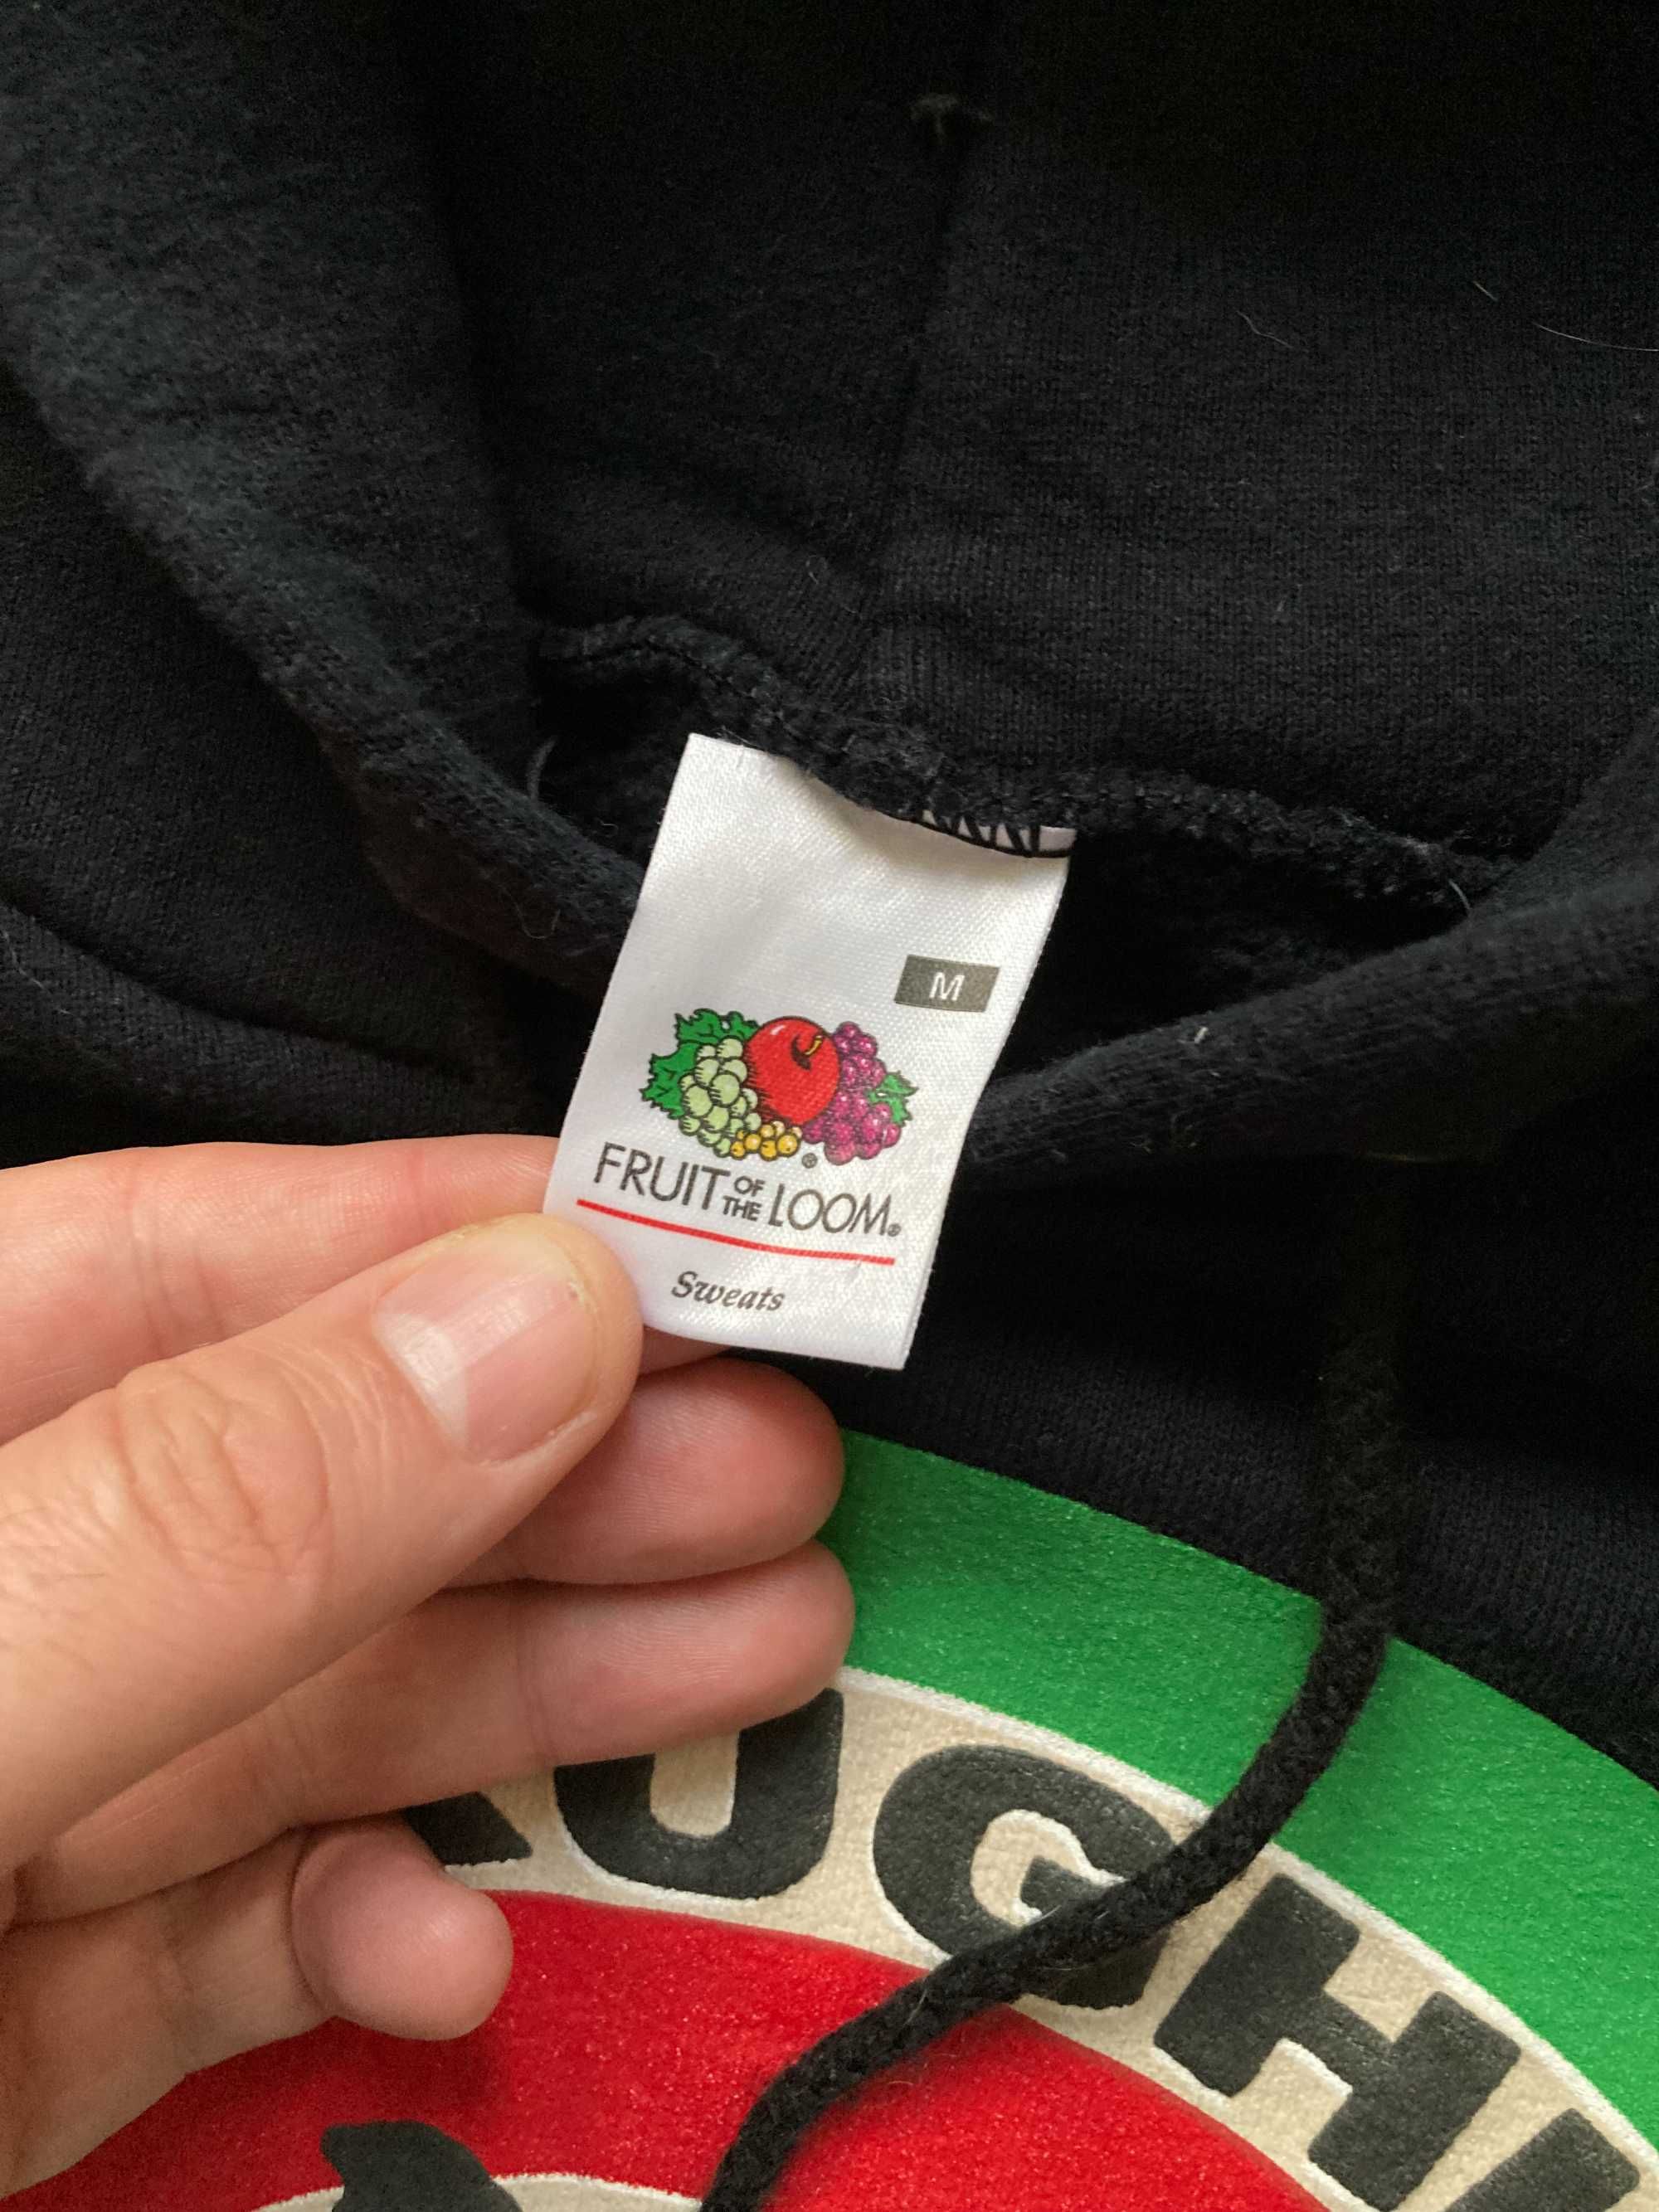 M
FRUIT OF THE LOOM®
Sweats